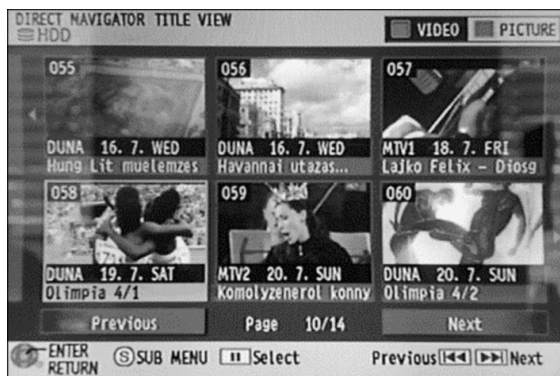 DIRECT NAVIGATOR TITLE VIEW
HDD
VIDEO
PICTURE
055
056
057
DUNA 16. 7. WED
DUNA 16. 7. WED
MTV1 18. 7. FRI
Hung Lit muelemzes
Havannai utazas...
Lajko Felix - Diosg
058
059
060
DUNA 19. 7. SAT
MTV2 20. 7. SUN
DUNA 20. 7. SUN
Olimpia 4/1
Komolyzenerol konny
Olimpia 4/2
Previous
Page 10/14
Next
ENTER
RETURN
S SUB MENU
Select
Previous
Next